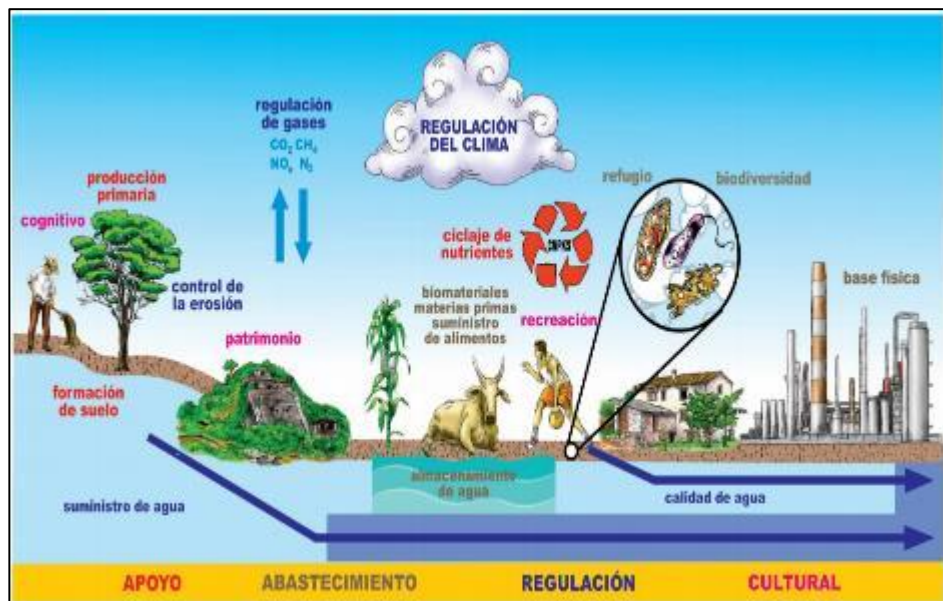 regulación
de gases
CO2 CH4
NOx N2
REGULACIÓN
DEL CLIMA
producción
primaria
cognitivo
control de
la erosión
refugio
biodiversidad
ciclaje de
nutrientes
base física
biomateriales
materias primas
suministro
de alimentos
recreación
patrimonio
formación
de suelo
almacenamiento
de agua
suministro de agua
calidad de agua
APOYO ABASTECIMIENTO REGULACIÓN CULTURAL